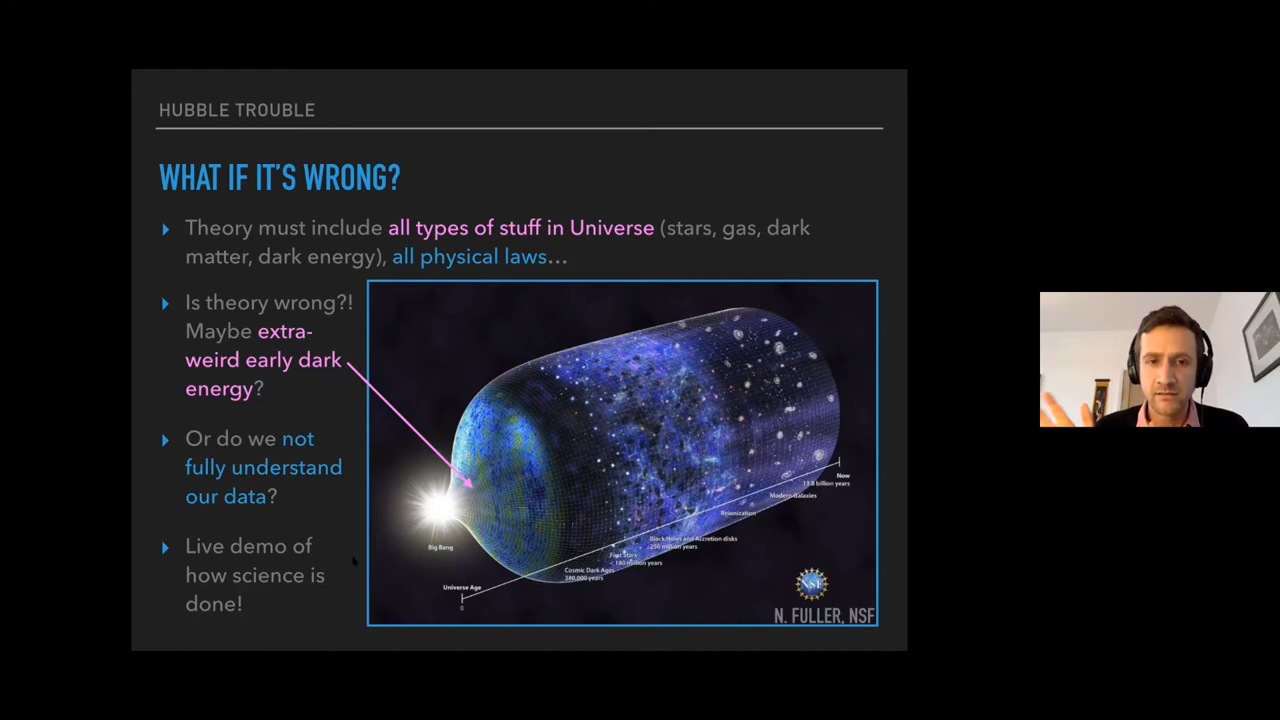 HUBBLE TROUBLE
WHAT IF IT'S WRONG?
Theory must include all types of stuff in Universe (stars, gas, dark
matter, dark energy), all physical laws…
Is theory wrong?!
Maybe extra-
weird early dark
energy?
Or do we not
fully understand
our data?
Live demo of
how science is
done!
Big Bang
Universe Age
0
Cosmic Dark Ages
380,000 years
First Stars
< 180 million years
Black Holes and Accretion disks
250 million years
Reionization
Modern Galaxies
Now
13.8 billion years
NSF
N. FULLER, NSF